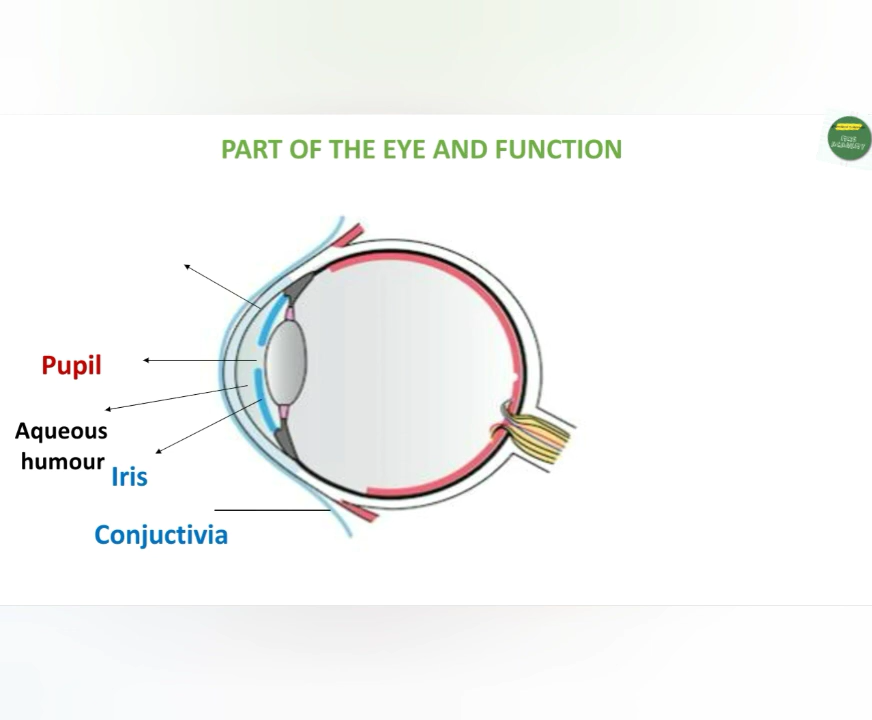 PART OF THE EYE AND FUNCTION
Pupil
Aqueous
humour
Iris
Conjuctivia